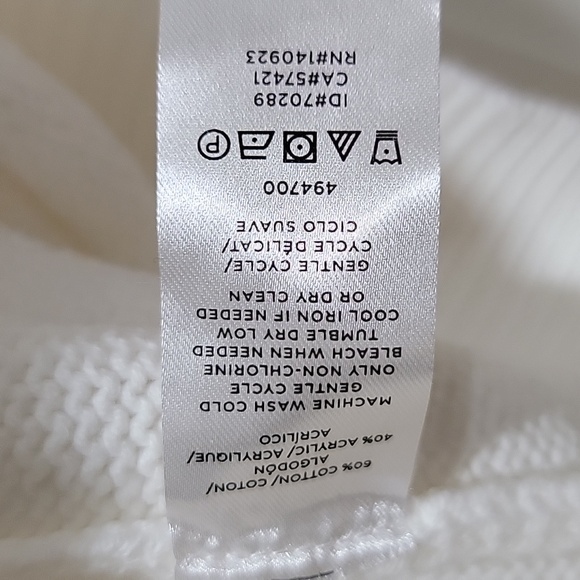 60% COTTON/ COTON/
ALGODÓN
40% ACRYLIC/ ACRYLIQUE/
ACRÍLICO
MACHINE WASH COLD
GENTLE CYCLE
ONLY NON-CHLORINE
BLEACH WHEN NEEDED
TUMBLE DRY LOW
COOL IRON IF NEEDED
OR DRY CLEAN
GENTLE CYCLE/
CYCLE DÉLICAT/
CICLO SUAVE
494700
P
ID#70289
CA#57421
RN#140923